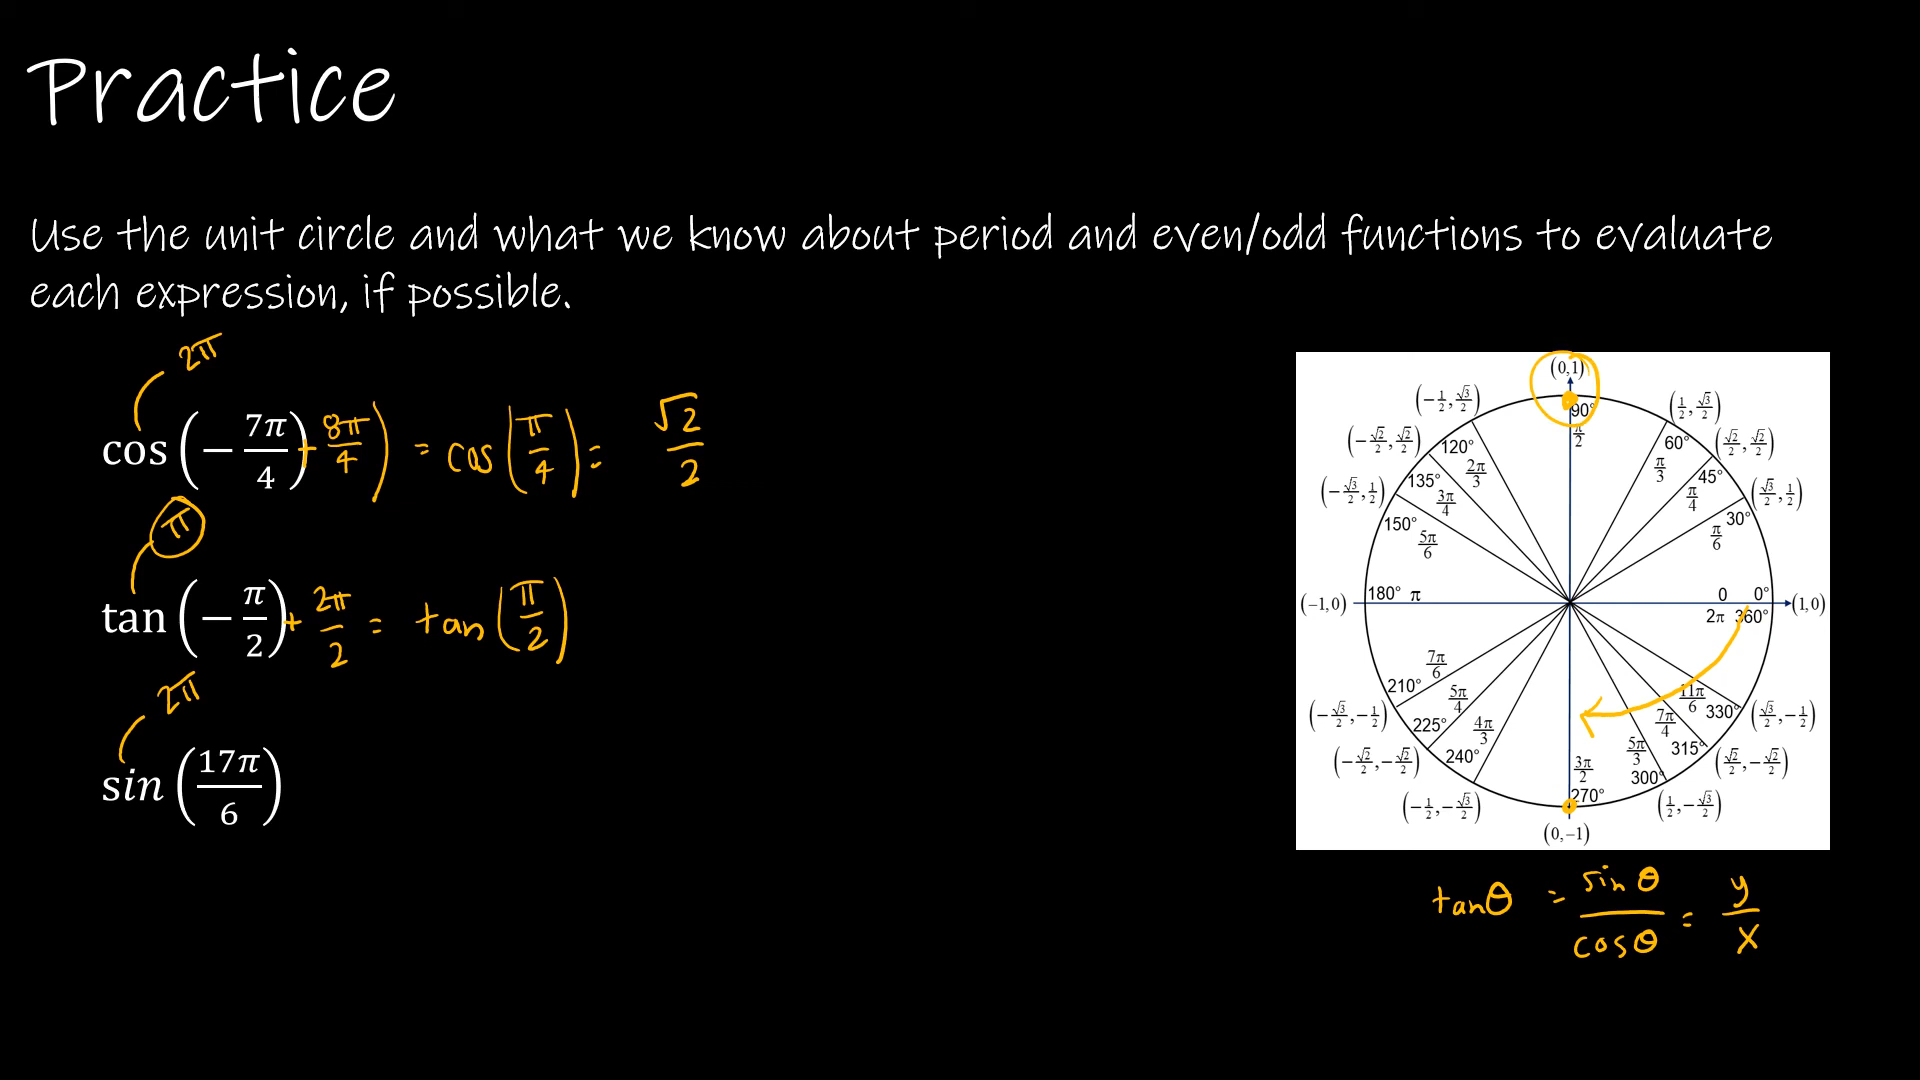 Practice
Use the unit circle and what we know about period and even/odd functions to evaluate
each expression, if possible.
2π
cos(−7π/4) + 8π/4) = cos(π/4) = √2/2
π
tan(−π/2) + 2π/2 = tan(π/2)
2π
sin(17π/6)
(0,1)
90°
π/2
(−1/2, √3/2)
(1/2, √3/2)
120°
2π/3
60°
π/3
(−√2/2, √2/2)
(√2/2, √2/2)
135°
3π/4
45°
π/4
(−√3/2, 1/2)
(√3/2, 1/2)
150°
5π/6
30°
π/6
(−1,0)
180° π
0 0°
2π 360°
(1,0)
7π/6
210°
11π/6
330°
(−√3/2, −1/2)
(√3/2, −1/2)
5π/4
225°
7π/4
315°
(−√2/2, −√2/2)
(√2/2, −√2/2)
4π/3
240°
5π/3
300°
(−1/2, −√3/2)
(1/2, −√3/2)
3π/2
270°
(0,−1)
tanθ = sinθ/cosθ = y/x